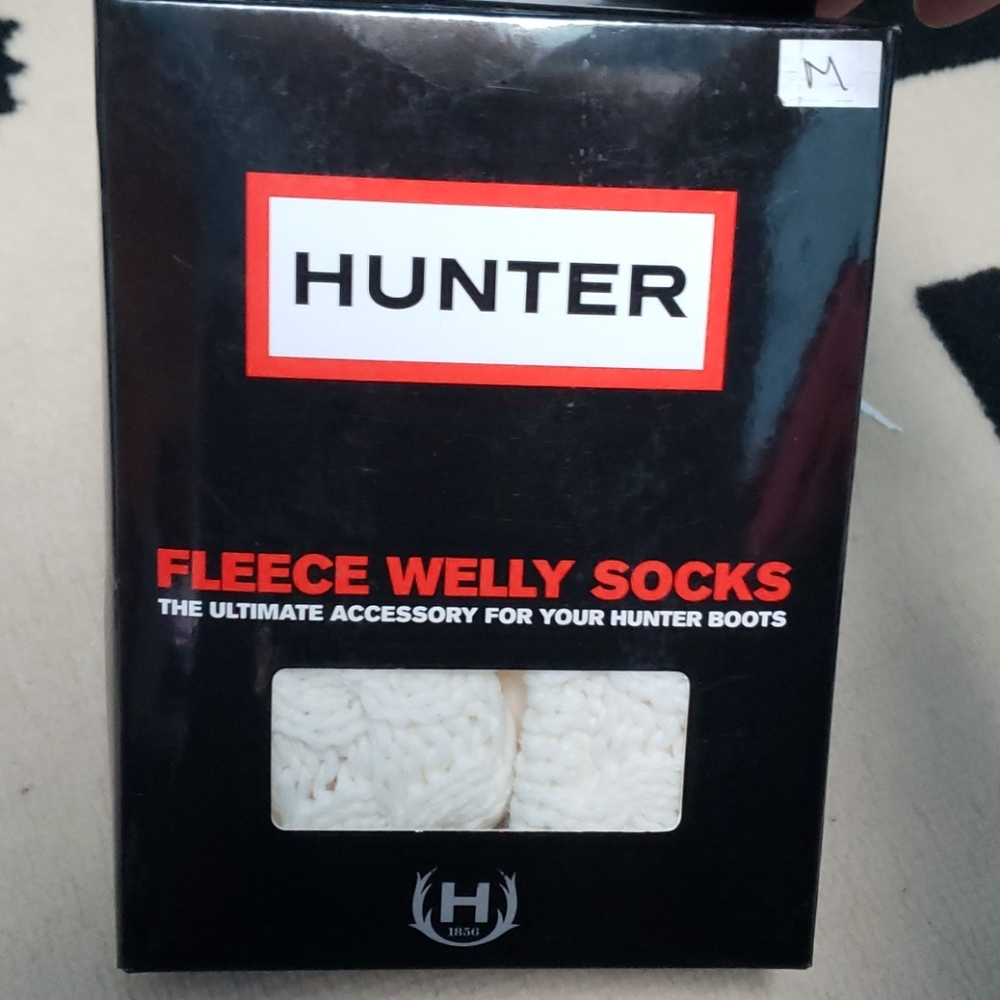 M
HUNTER
FLEECE WELLY SOCKS
THE ULTIMATE ACCESSORY FOR YOUR HUNTER BOOTS
H
1856